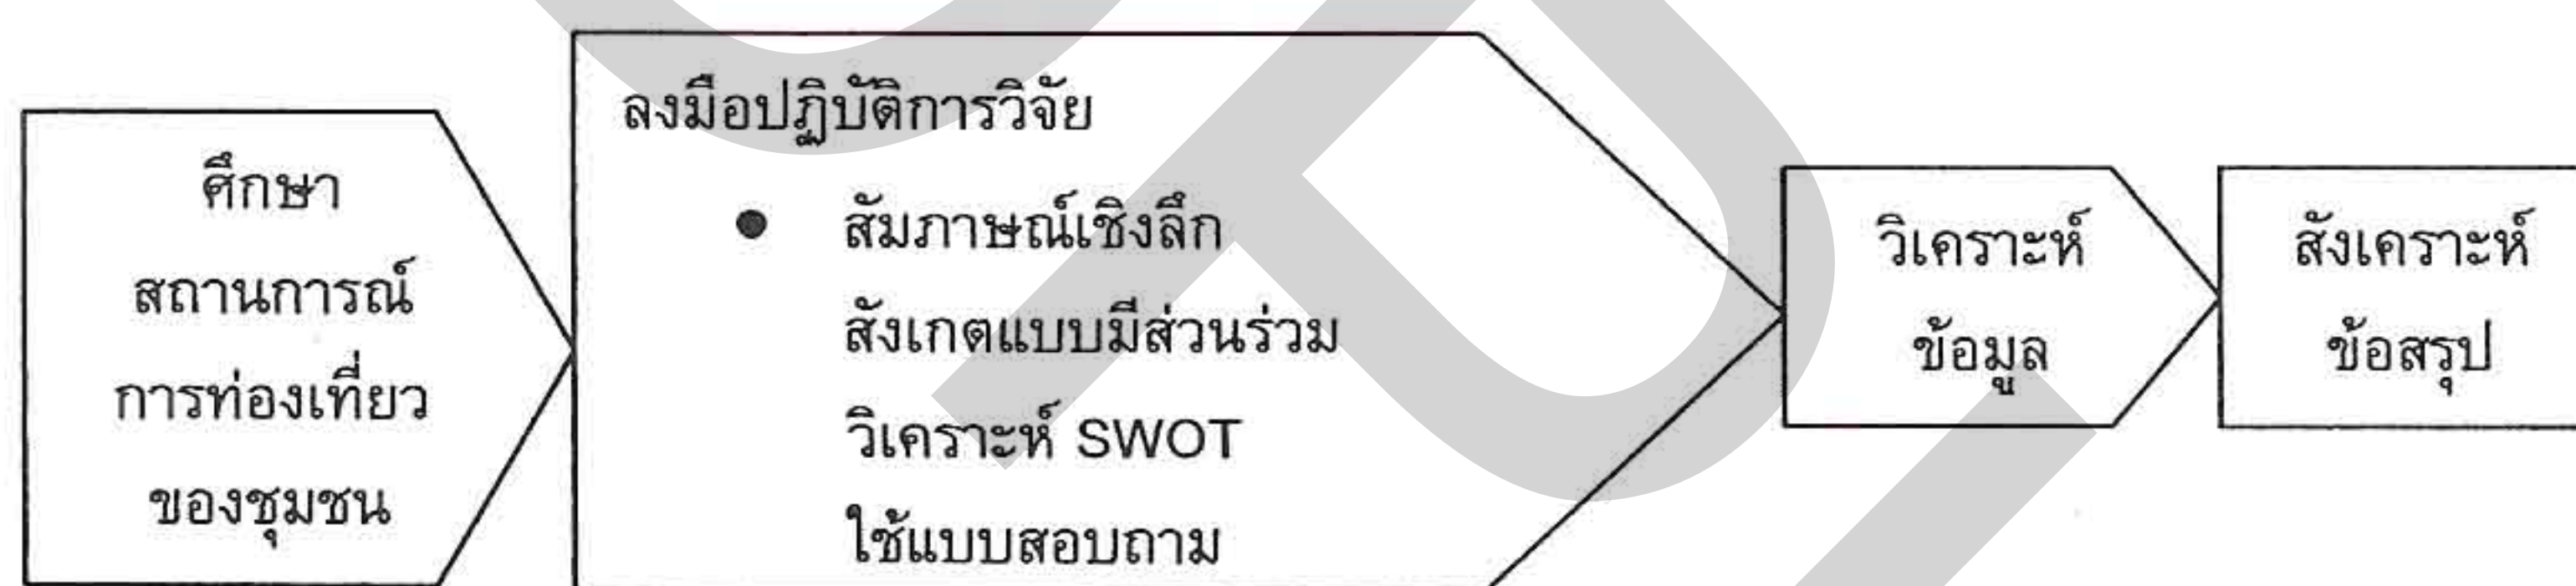 ศึกษา
สถานการณ์
การท่องเที่ยว
ของชุมชน
ลงมือปฏิบัติการวิจัย
● สัมภาษณ์เชิงลึก
สังเกตแบบมีส่วนร่วม
วิเคราะห์ SWOT
ใช้แบบสอบถาม
วิเคราะห์
ข้อมูล
สังเคราะห์
ข้อสรุป